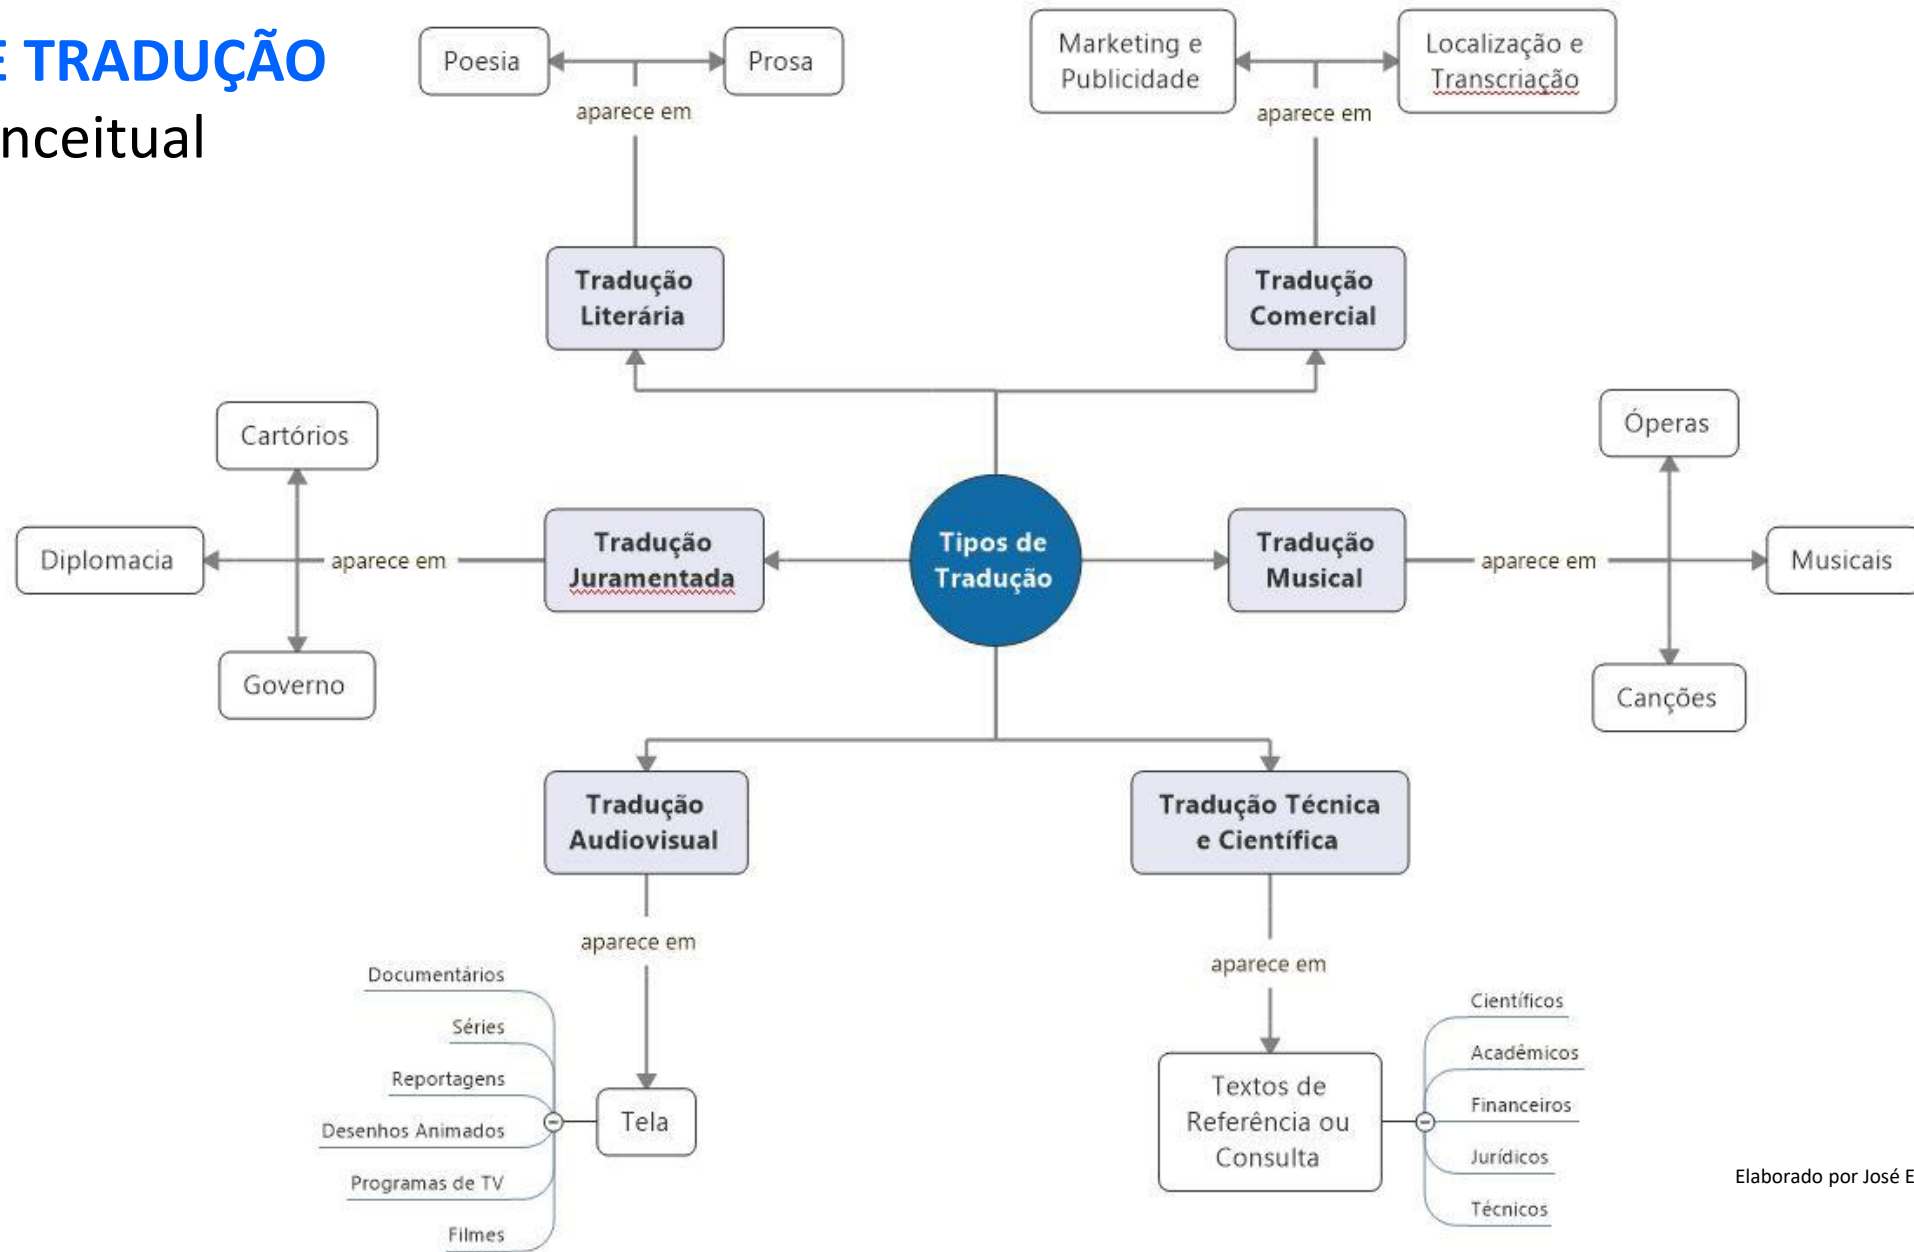 E TRADUÇÃO
nceitual
Poesia
Prosa
aparece em
Marketing e
Publicidade
Localização e
Transcriação
aparece em
Tradução
Literária
Tradução
Comercial
Cartórios
Diplomacia
Governo
aparece em
Tradução
Juramentada
Tipos de
Tradução
Tradução
Musical
aparece em
Óperas
Musicais
Canções
Tradução
Audiovisual
aparece em
Documentários
Séries
Reportagens
Desenhos Animados
Programas de TV
Filmes
Tela
Tradução Técnica
e Científica
aparece em
Textos de
Referência ou
Consulta
Científicos
Acadêmicos
Financeiros
Jurídicos
Técnicos
Elaborado por José E